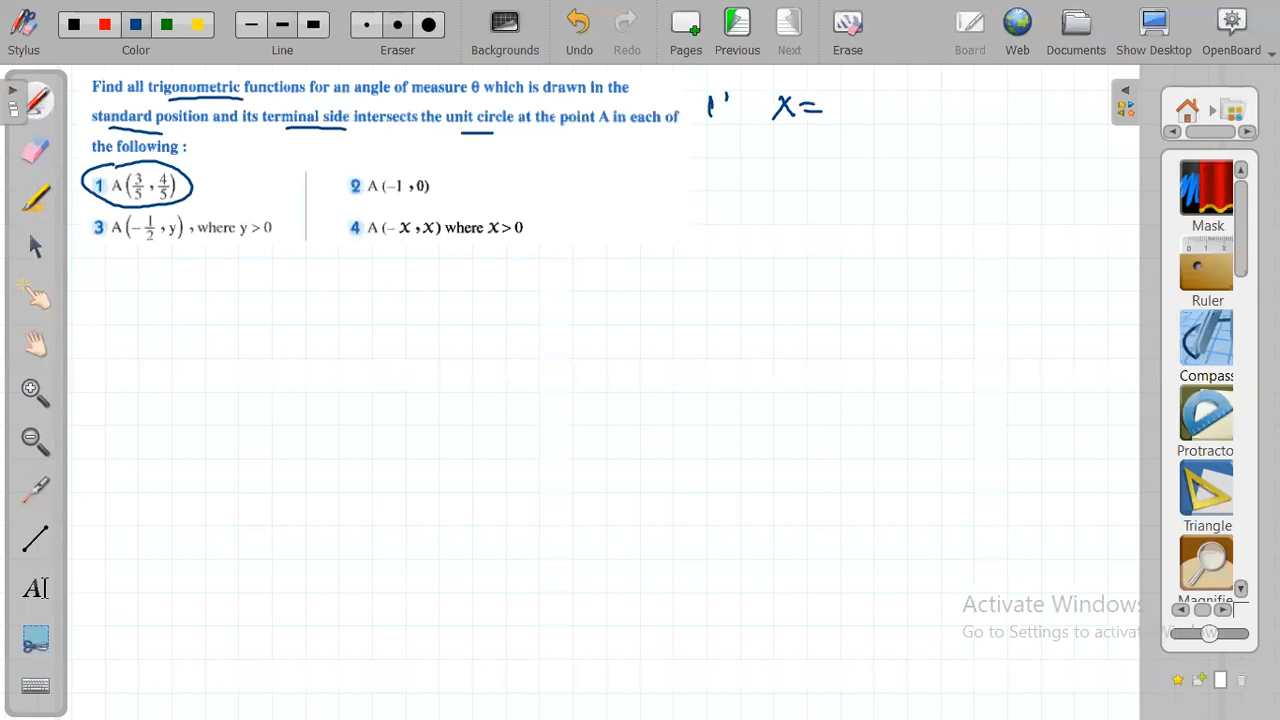 Stylus Color Line Eraser Backgrounds Undo Redo Pages Previous Next Erase Board Web Documents Show Desktop OpenBoard
Find all trigonometric functions for an angle of measure θ which is drawn in the
standard position and its terminal side intersects the unit circle at the point A in each of
the following :
1' x=
1 A(3/5 , 4/5)
2 A (−1 , 0)
3 A(−1/2 , y) , where y > 0
4 A (− x , x) where x > 0
Mask
Ruler
Compass
Protracto
Triangle
Magnifie
Activate Windows
Go to Settings to activate Windows